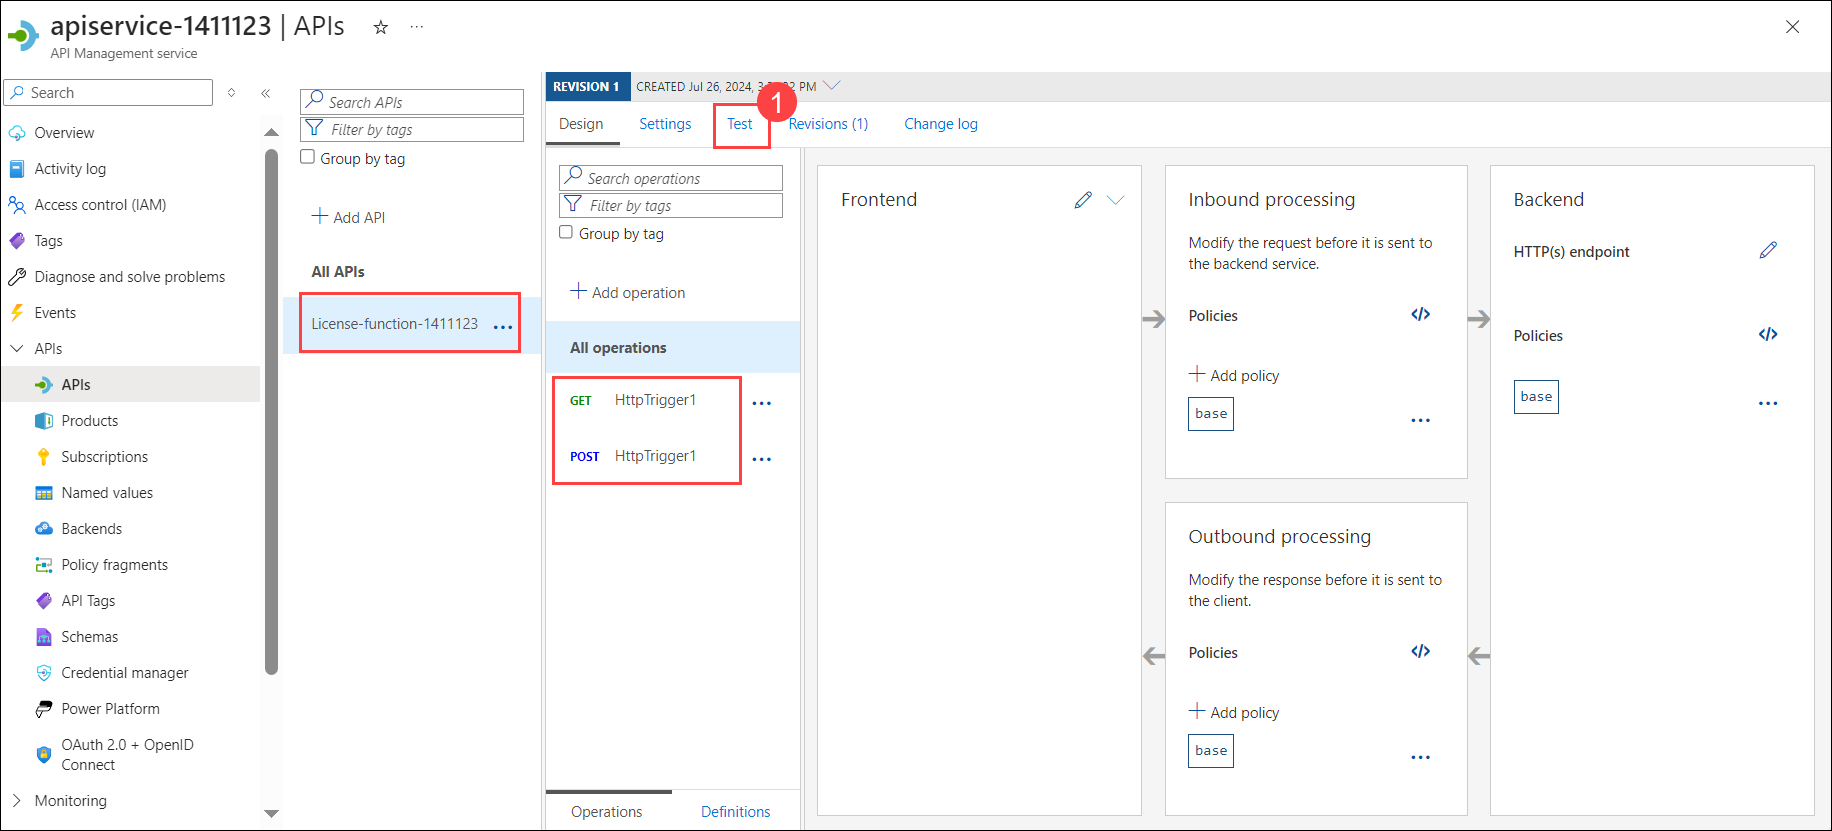 apiservice-1411123 | APIs
API Management service
Search
Overview
Activity log
Access control (IAM)
Tags
Diagnose and solve problems
Events
APIs
APIs
Products
Subscriptions
Named values
Backends
Policy fragments
API Tags
Schemas
Credential manager
Power Platform
OAuth 2.0 + OpenID
Connect
Monitoring
Search APIs
Filter by tags
Group by tag
Add API
All APIs
License-function-1411123
REVISION 1 CREATED Jul 26, 2024, PM
1
Design Settings Test Revisions (1) Change log
Search operations
Filter by tags
Group by tag
Add operation
All operations
GET HttpTrigger1
POST HttpTrigger1
Operations Definitions
Frontend
Inbound processing
Modify the request before it is sent to
the backend service.
Policies </>
Add policy
base
Outbound processing
Modify the response before it is sent to
the client.
Policies </>
Add policy
base
Backend
HTTP(s) endpoint
Policies </>
base